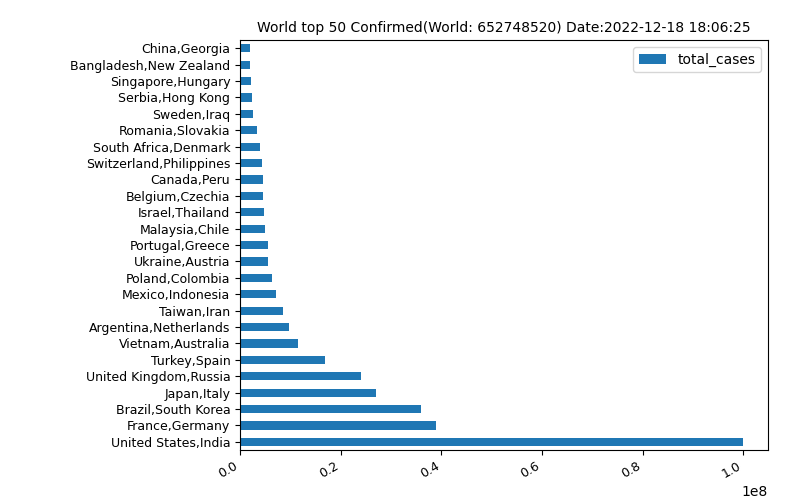 World top 50 Confirmed(World: 652748520) Date:2022-12-18 18:06:25
total_cases
China,Georgia
Bangladesh,New Zealand
Singapore,Hungary
Serbia,Hong Kong
Sweden,Iraq
Romania,Slovakia
South Africa,Denmark
Switzerland,Philippines
Canada,Peru
Belgium,Czechia
Israel,Thailand
Malaysia,Chile
Portugal,Greece
Ukraine,Austria
Poland,Colombia
Mexico,Indonesia
Taiwan,Iran
Argentina,Netherlands
Vietnam,Australia
Turkey,Spain
United Kingdom,Russia
Japan,Italy
Brazil,South Korea
France,Germany
United States,India
0.0 0.2 0.4 0.6 0.8 1.0
1e8